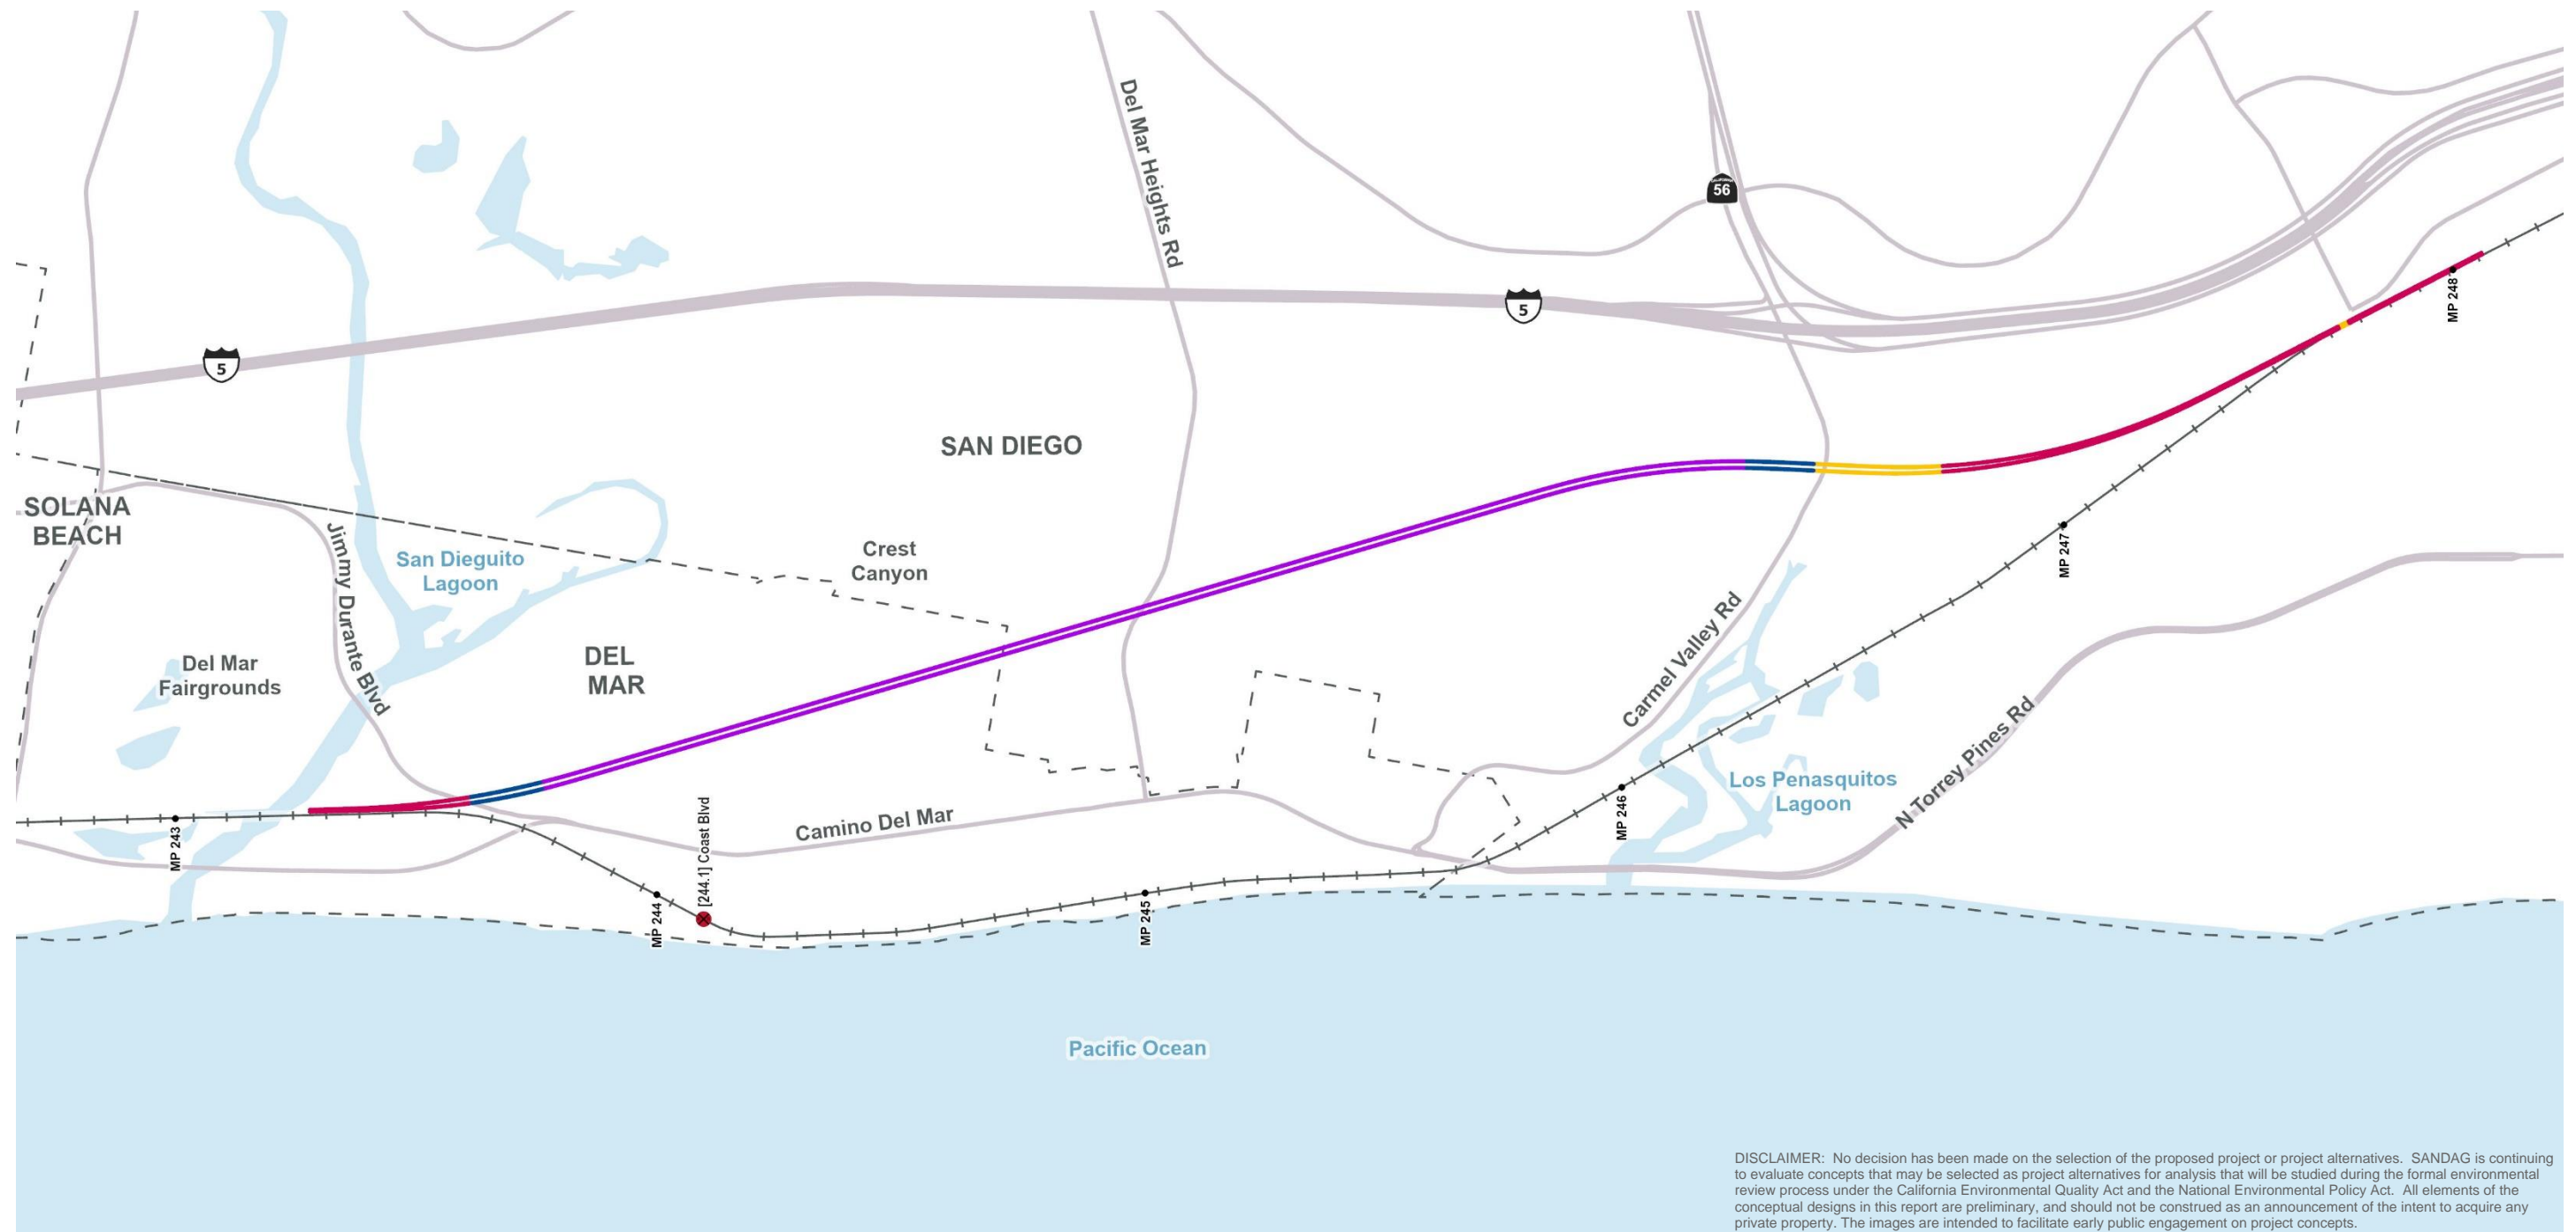 Del Mar Heights Rd
CALIFORNIA
56
5
5
SAN DIEGO
SOLANA
BEACH
Jimmy Durante Blvd
San Dieguito
Lagoon
Crest
Canyon
Del Mar
Fairgrounds
DEL
MAR
Carmel Valley Rd
N Torrey Pines Rd
Los Penasquitos
Lagoon
Camino Del Mar
[244.1] Coast Blvd
MP 243
MP 244
MP 245
MP 246
MP 247
MP 248
Pacific Ocean
DISCLAIMER: No decision has been made on the selection of the proposed project or project alternatives. SANDAG is continuing
to evaluate concepts that may be selected as project alternatives for analysis that will be studied during the formal environmental
review process under the California Environmental Quality Act and the National Environmental Policy Act. All elements of the
conceptual designs in this report are preliminary, and should not be construed as an announcement of the intent to acquire any
private property. The images are intended to facilitate early public engagement on project concepts.